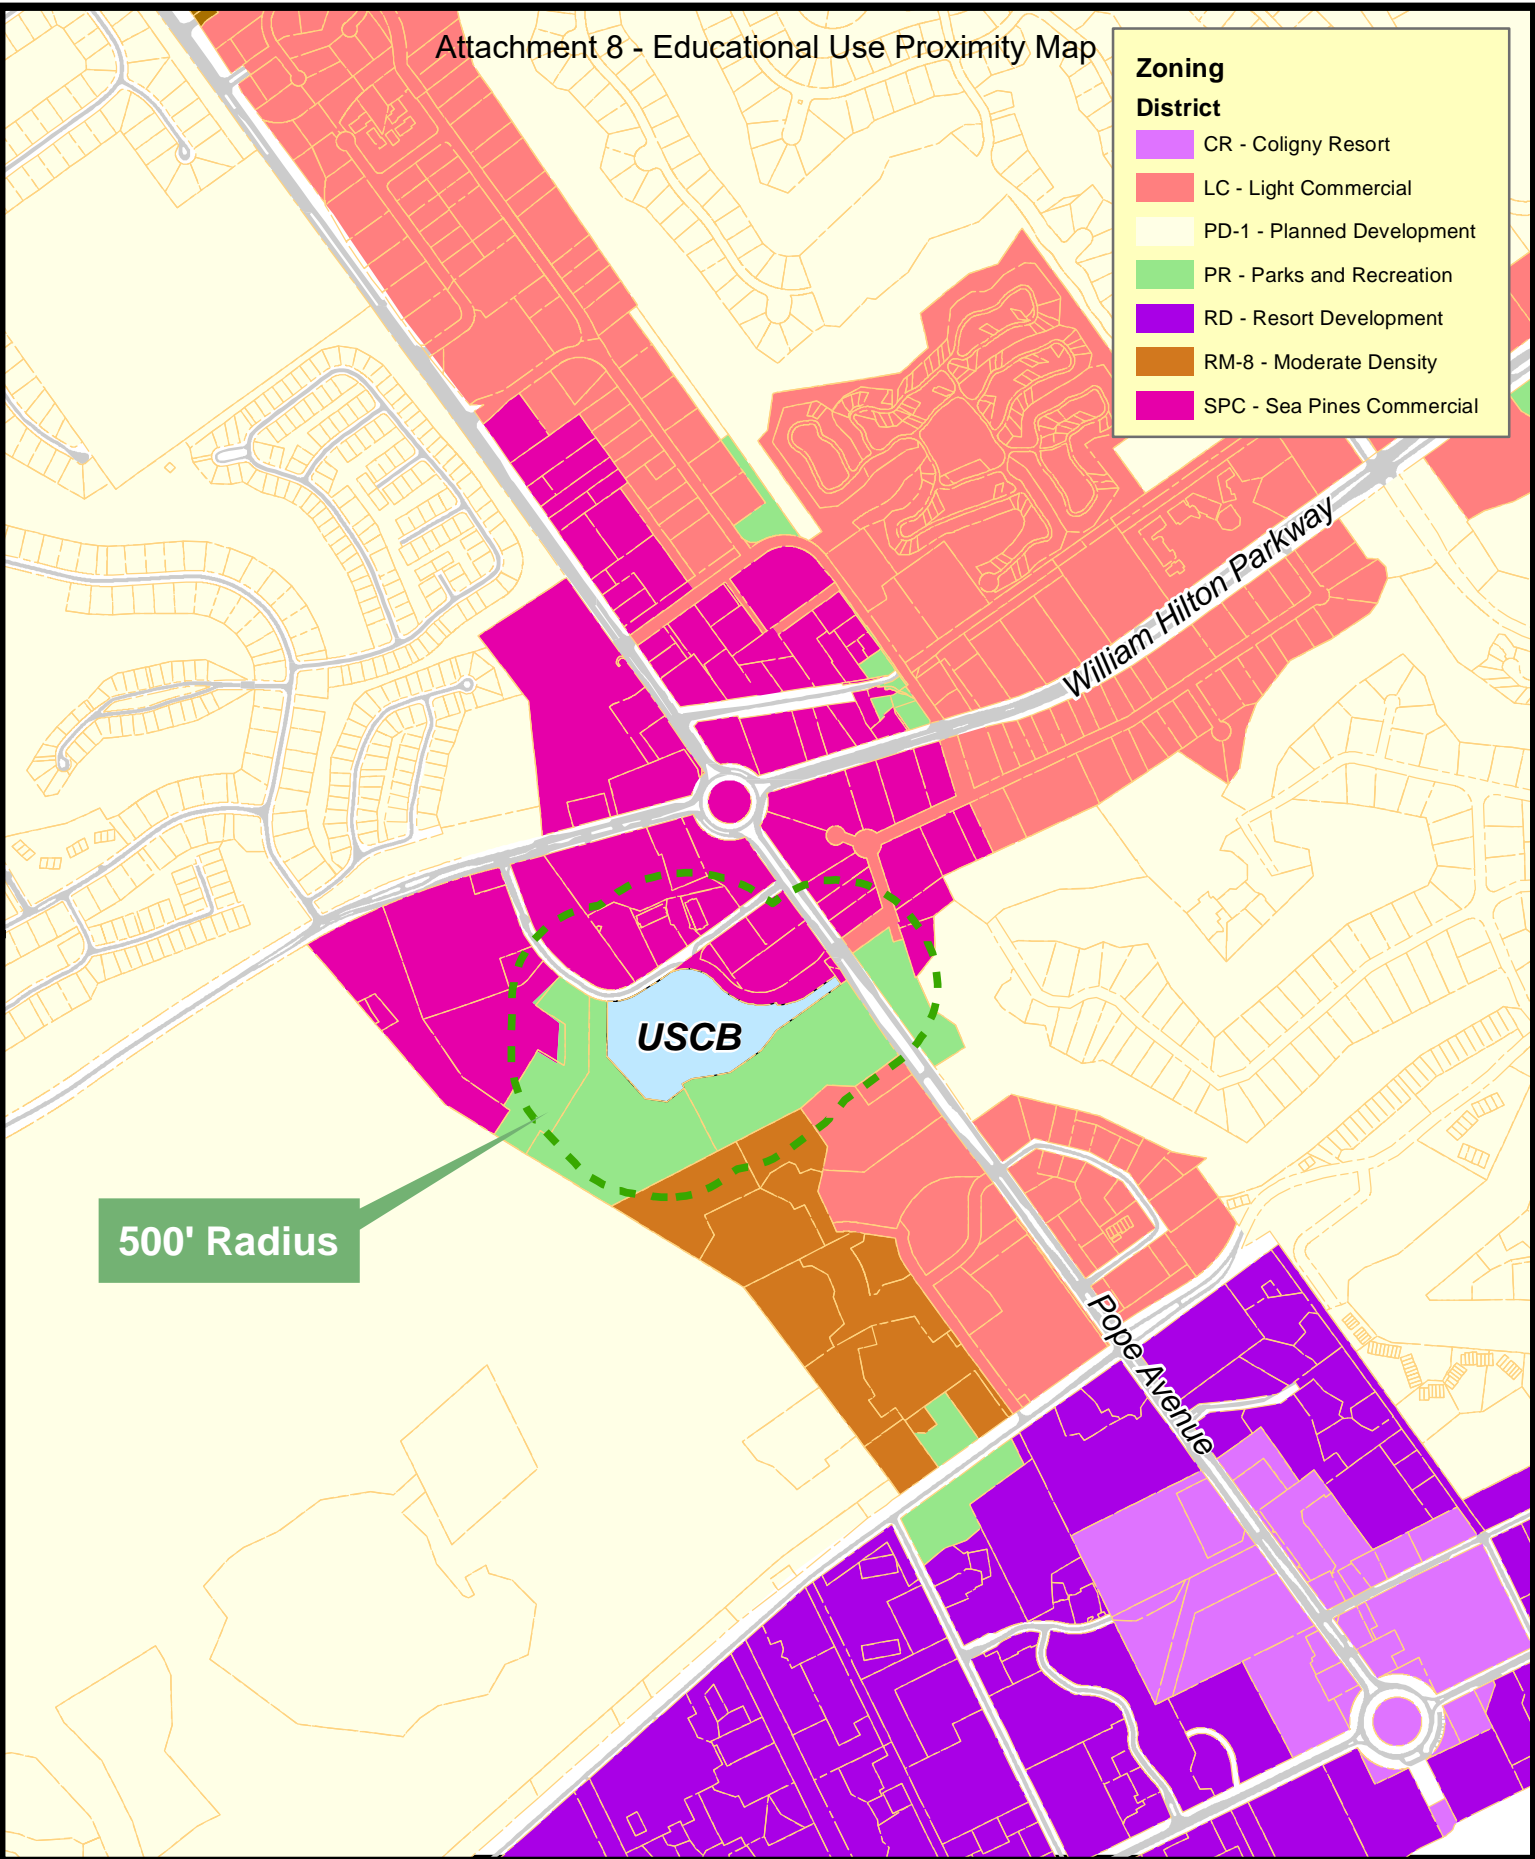 Attachment 8 - Educational Use Proximity Map
Zoning
District
CR - Coligny Resort
LC - Light Commercial
PD-1 - Planned Development
PR - Parks and Recreation
RD - Resort Development
RM-8 - Moderate Density
SPC - Sea Pines Commercial
William Hilton Parkway
USCB
500' Radius
Pope Avenue